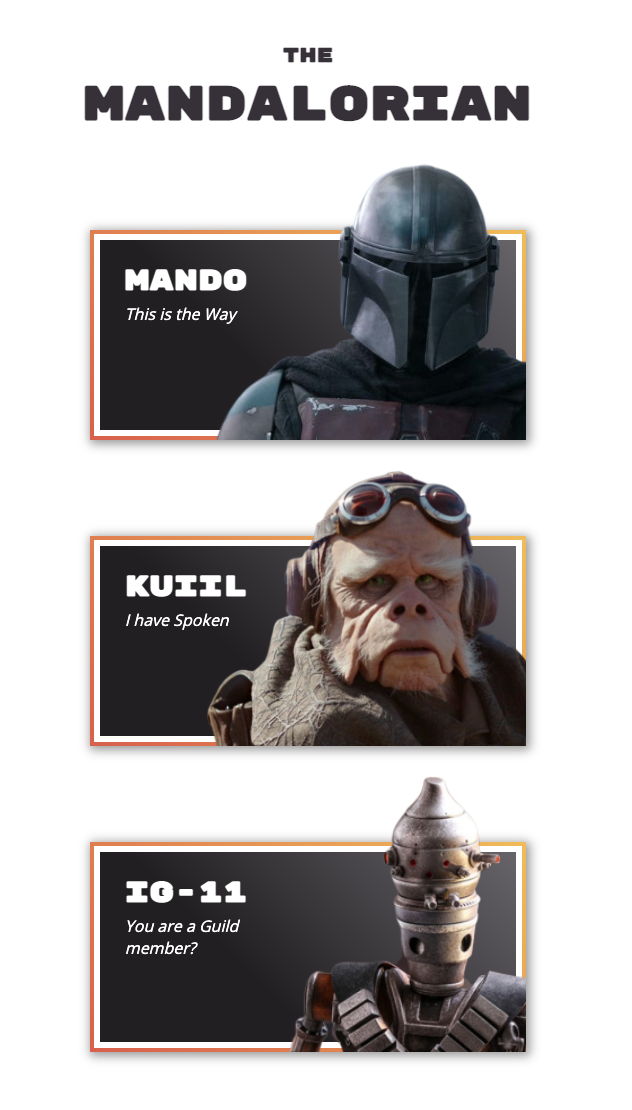 THE
MANDALORIAN
MANDO
This is the Way
KUIIL
I have Spoken
IG-11
You are a Guild
member?